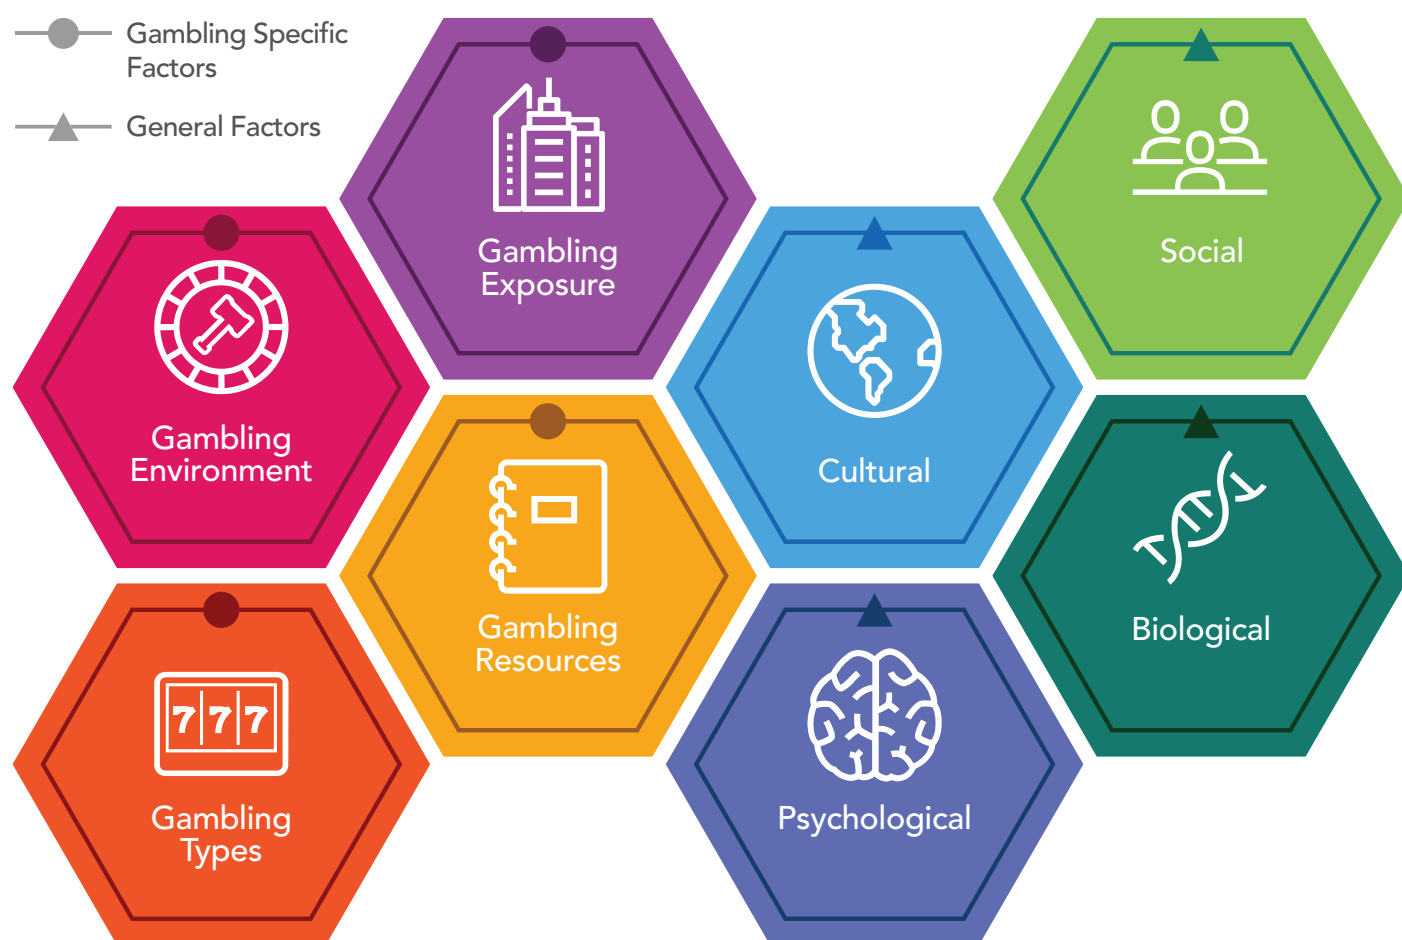 Gambling Specific
Factors
General Factors
Gambling
Exposure
Social
Gambling
Environment
Cultural
Gambling
Resources
Biological
777
Gambling
Types
Psychological